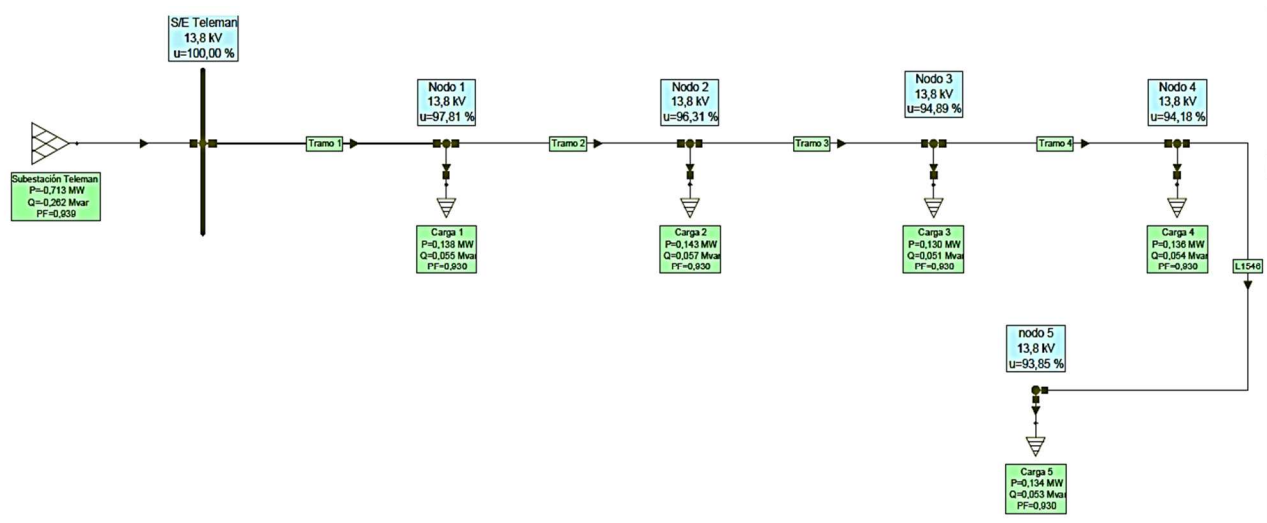 S/E Teleman
13,8 kV
u=100,00 %
Nodo 1
13,8 kV
u=97,81 %
Nodo 2
13,8 kV
u=96,31 %
Nodo 3
13,8 kV
u=94,89 %
Nodo 4
13,8 kV
u=94,18 %
Tramo 1
Tramo 2
Tramo 3
Tramo 4
Subestación Teleman
P=-0,713 MW
Q=-0,262 Mvar
PF=0,939
Carga 1
P=0,138 MW
Q=0,055 Mvar
PF=0,930
Carga 2
P=0,143 MW
Q=0,057 Mvar
PF=0,930
Carga 3
P=0,130 MW
Q=0,051 Mvar
PF=0,930
Carga 4
P=0,136 MW
Q=0,054 Mvar
PF=0,930
L1546
nodo 5
13,8 kV
u=93,85 %
Carga 5
P=0,134 MW
Q=0,053 Mvar
PF=0,930